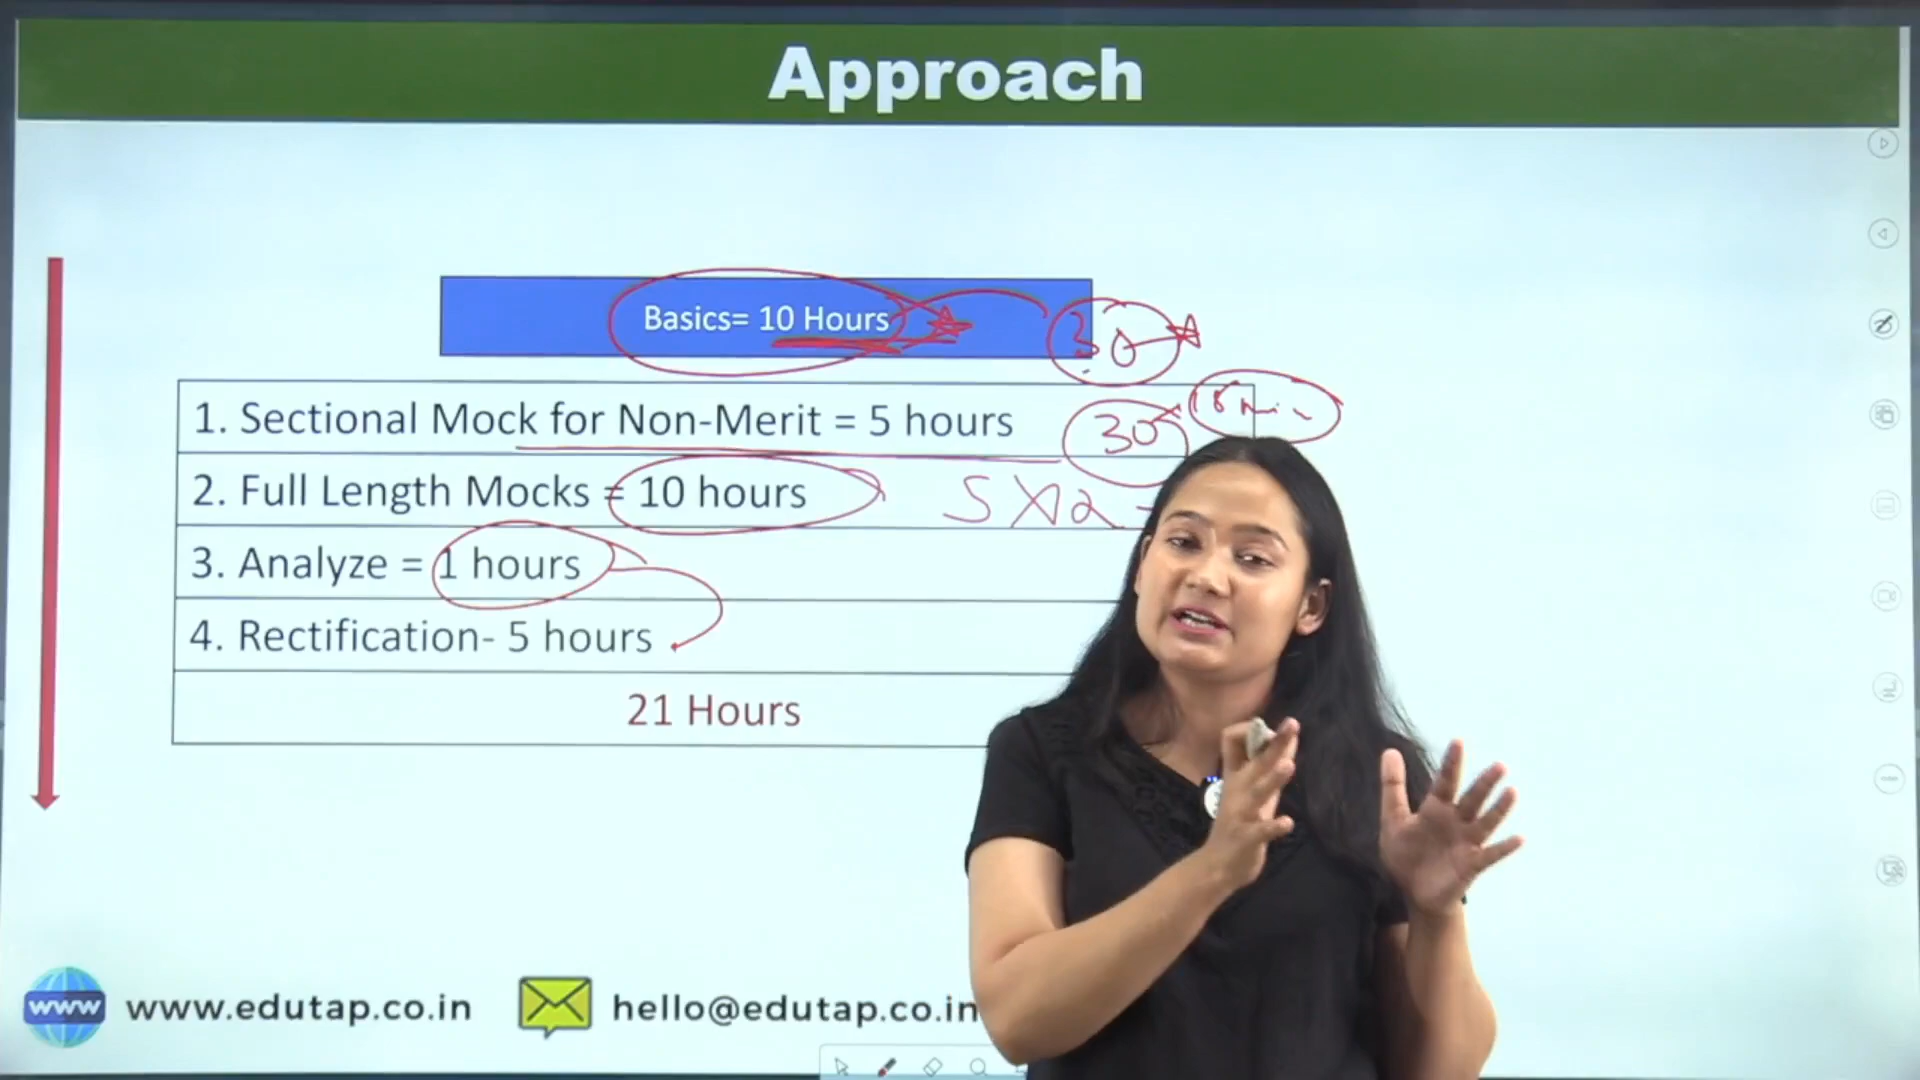 Approach
Basics= 10 Hours
30
1. Sectional Mock for Non-Merit = 5 hours
30
2. Full Length Mocks = 10 hours
5 X 2
3. Analyze = 1 hours
4. Rectification- 5 hours
21 Hours
www www.edutap.co.in
hello@edutap.co.in